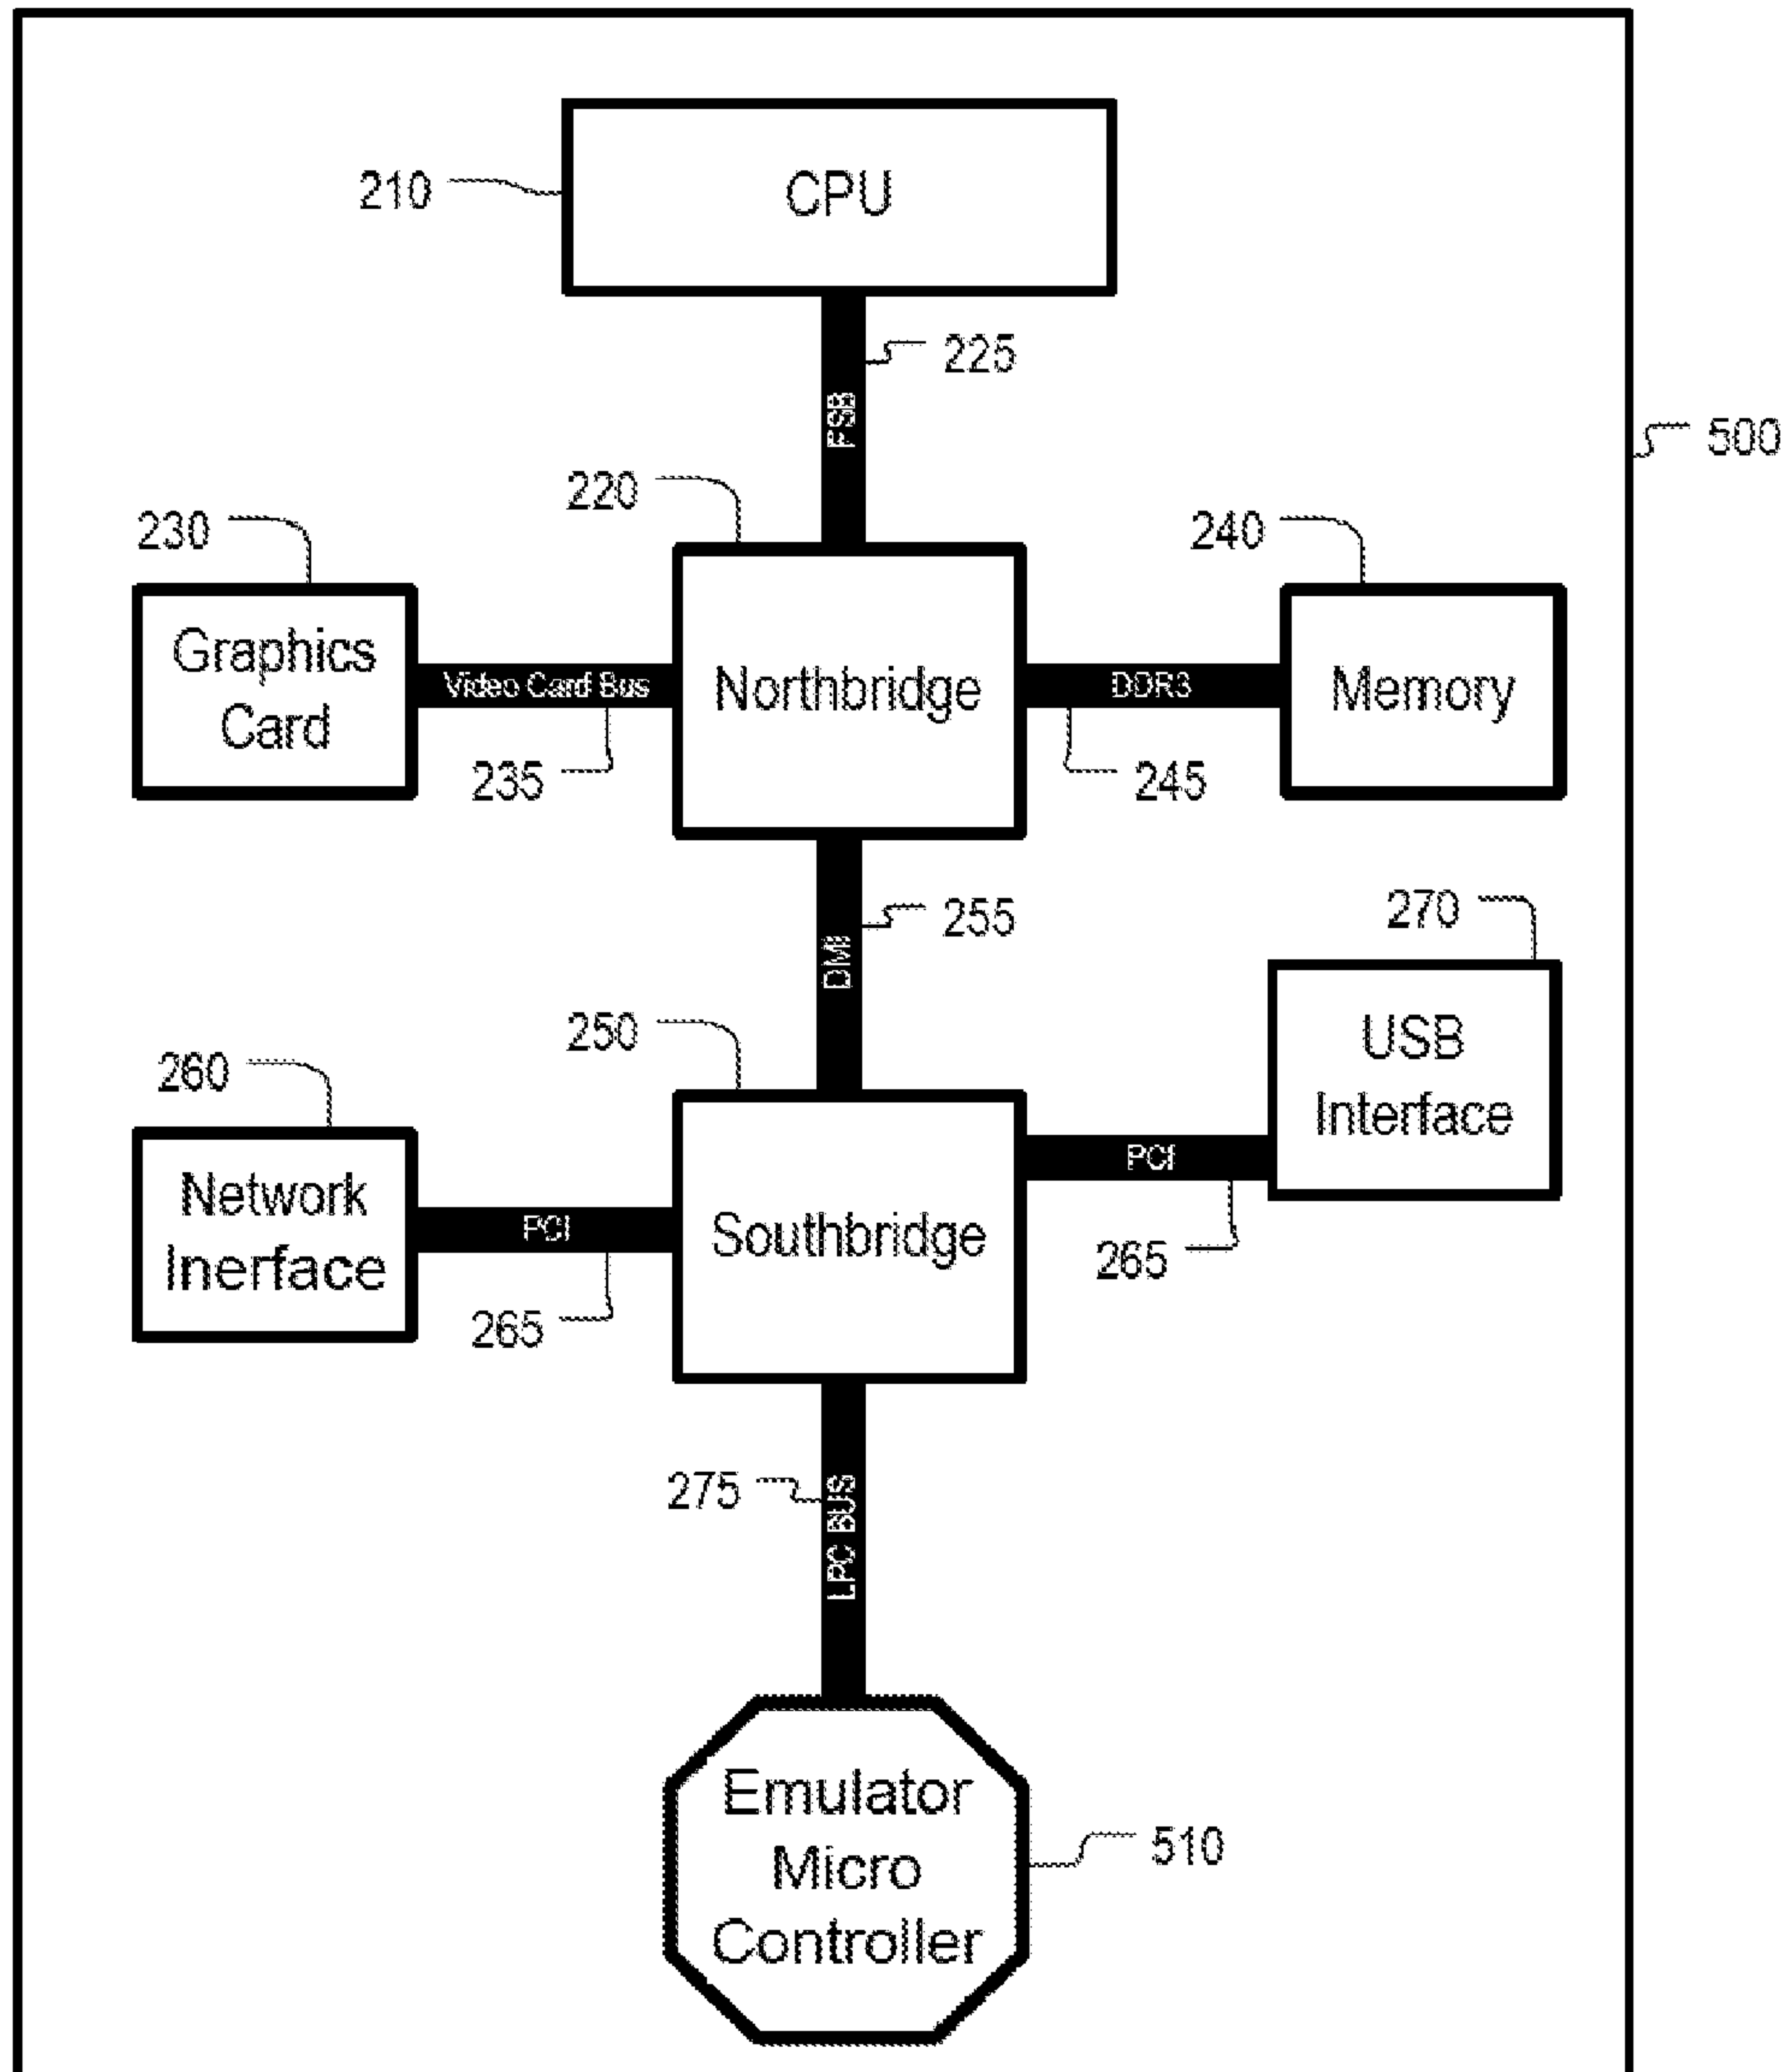 CPU
210
225
FSB
500
220
230
240
Graphics
Card
Video Card Bus
Northbridge
DDR3
Memory
235
245
255
270
DMI
250
USB
Interface
260
PCI
Network
Inerface
PCI
Southbridge
265
265
275
LPC BUS
Emulator
Micro
Controller
510